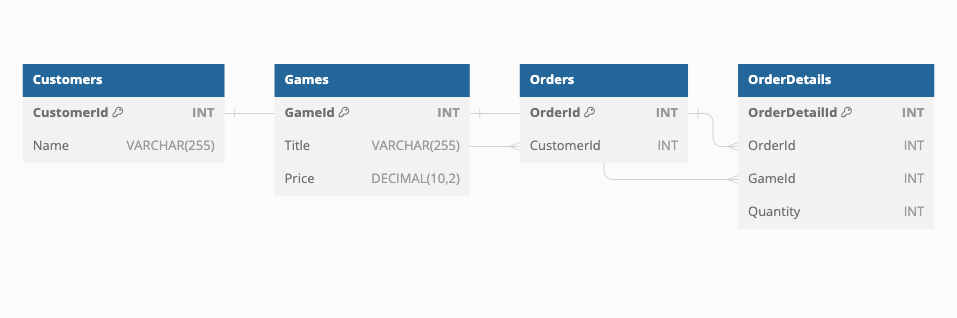 Customers
CustomerId INT
Name VARCHAR(255)
Games
GameId INT
Title VARCHAR(255)
Price DECIMAL(10,2)
Orders
OrderId INT
CustomerId INT
OrderDetails
OrderDetailId INT
OrderId INT
GameId INT
Quantity INT